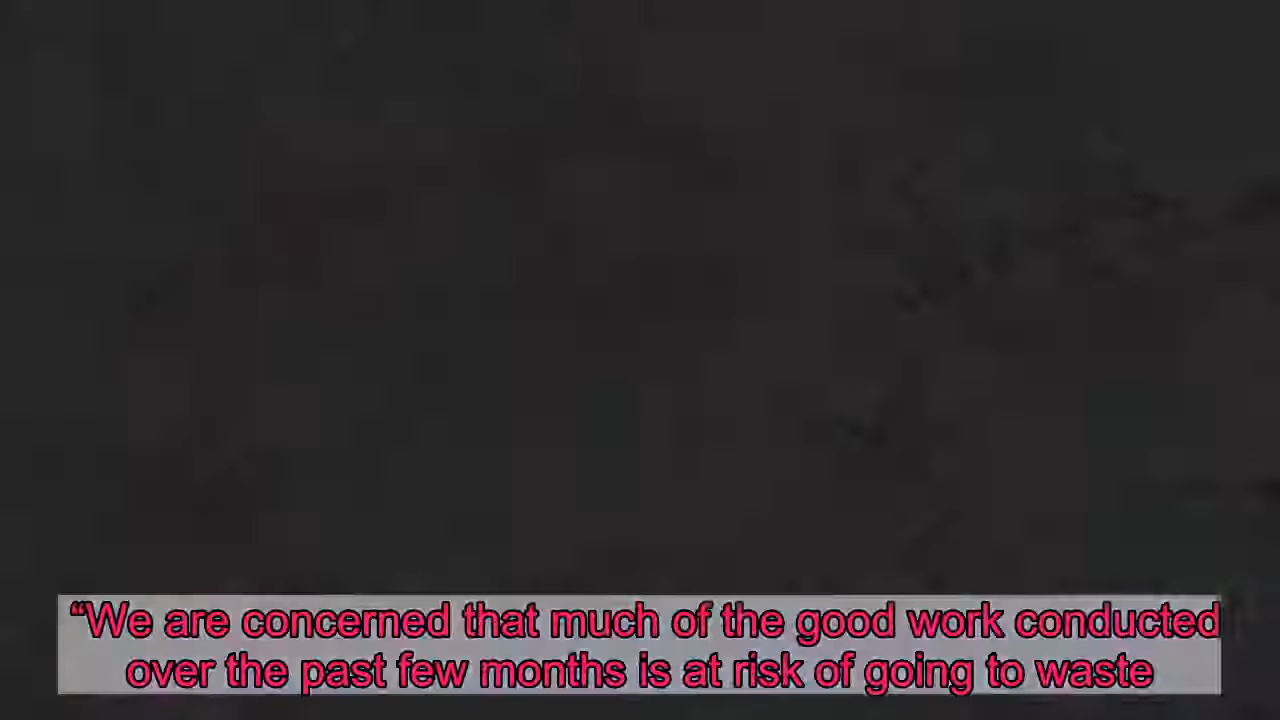 “We are concerned that much of the good work conducted
over the past few months is at risk of going to waste